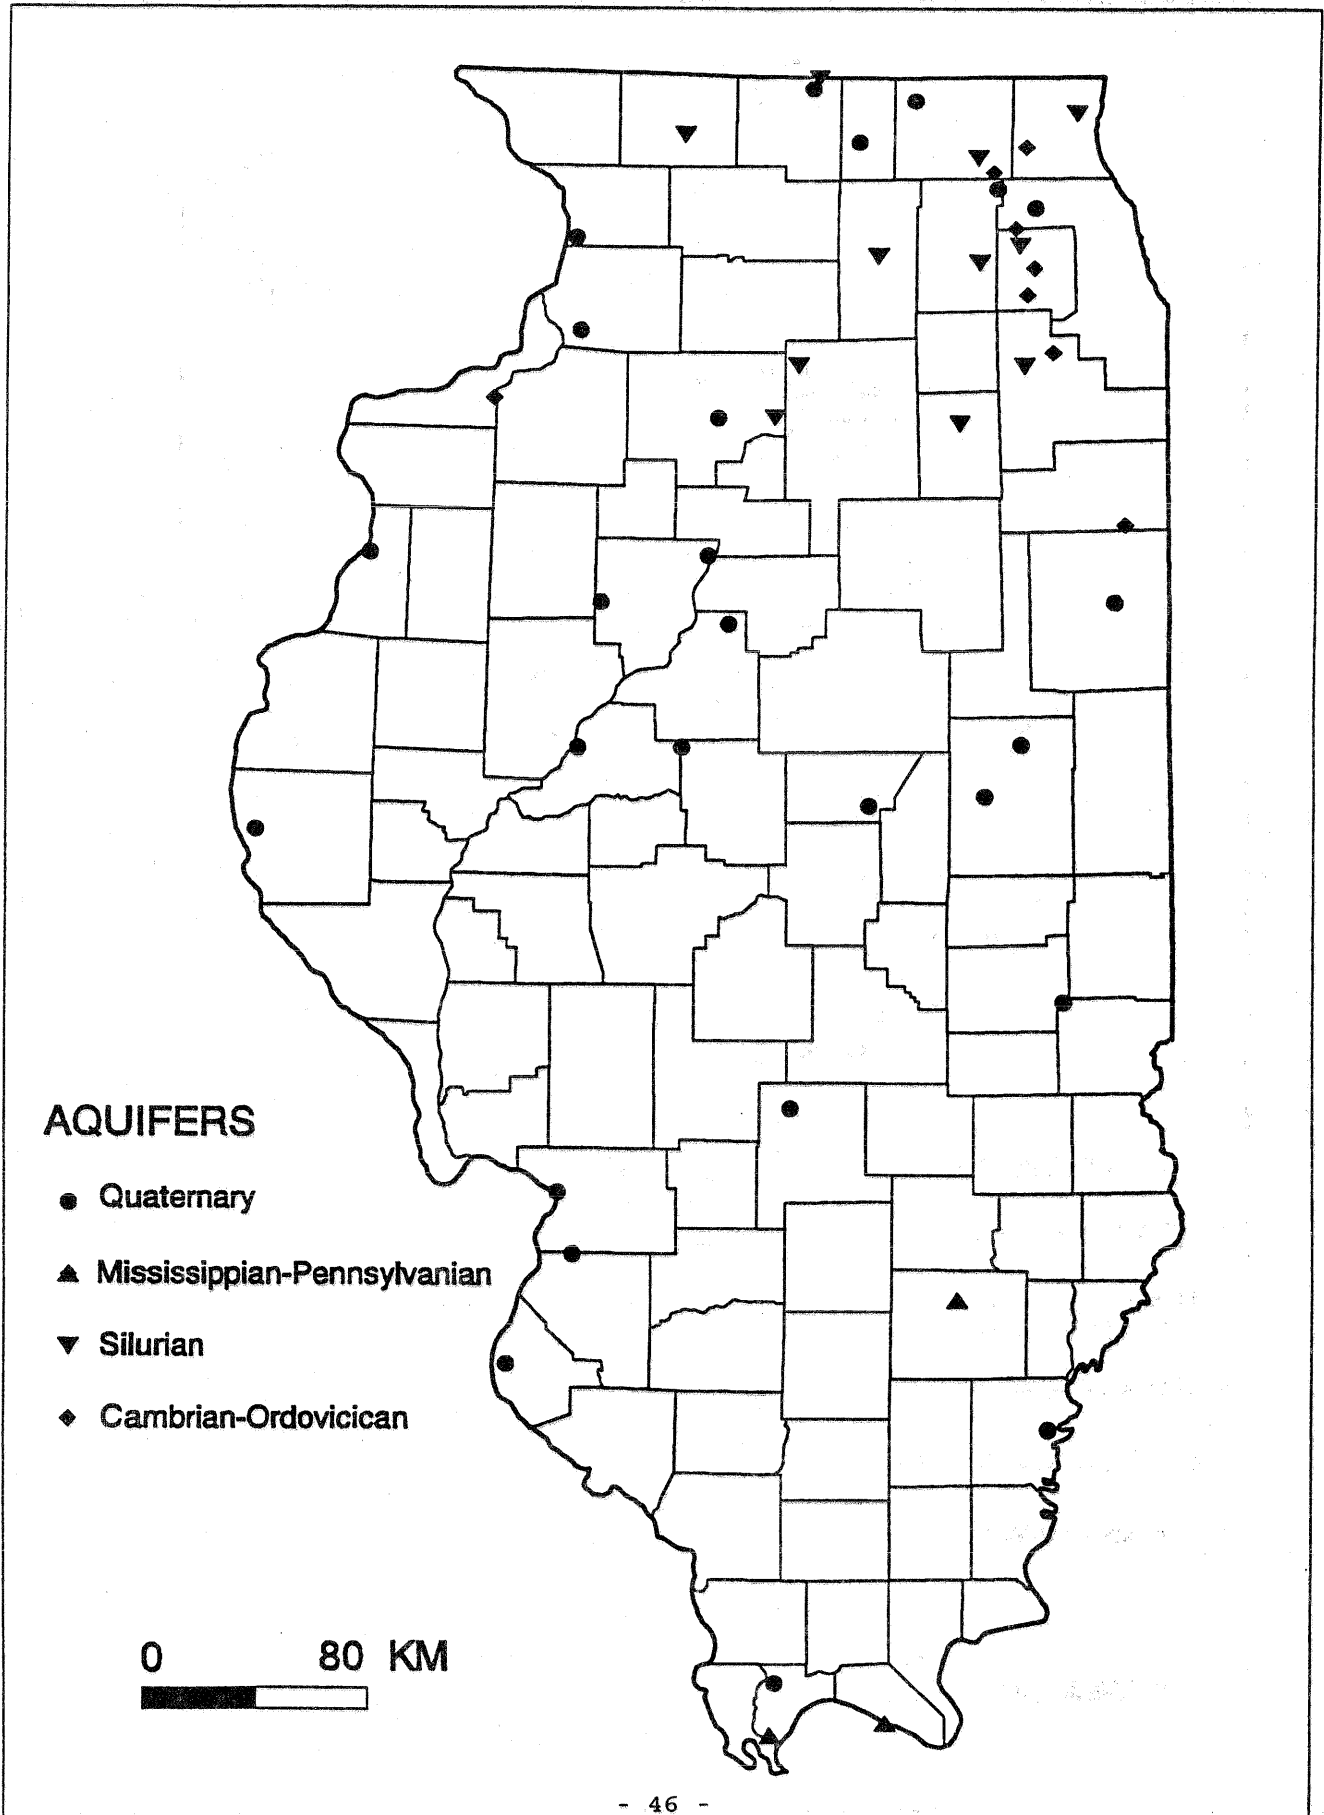 AQUIFERS
Quaternary
Mississippian-Pennsylvanian
Silurian
Cambrian-Ordovicican
0 80 KM
- 46 -